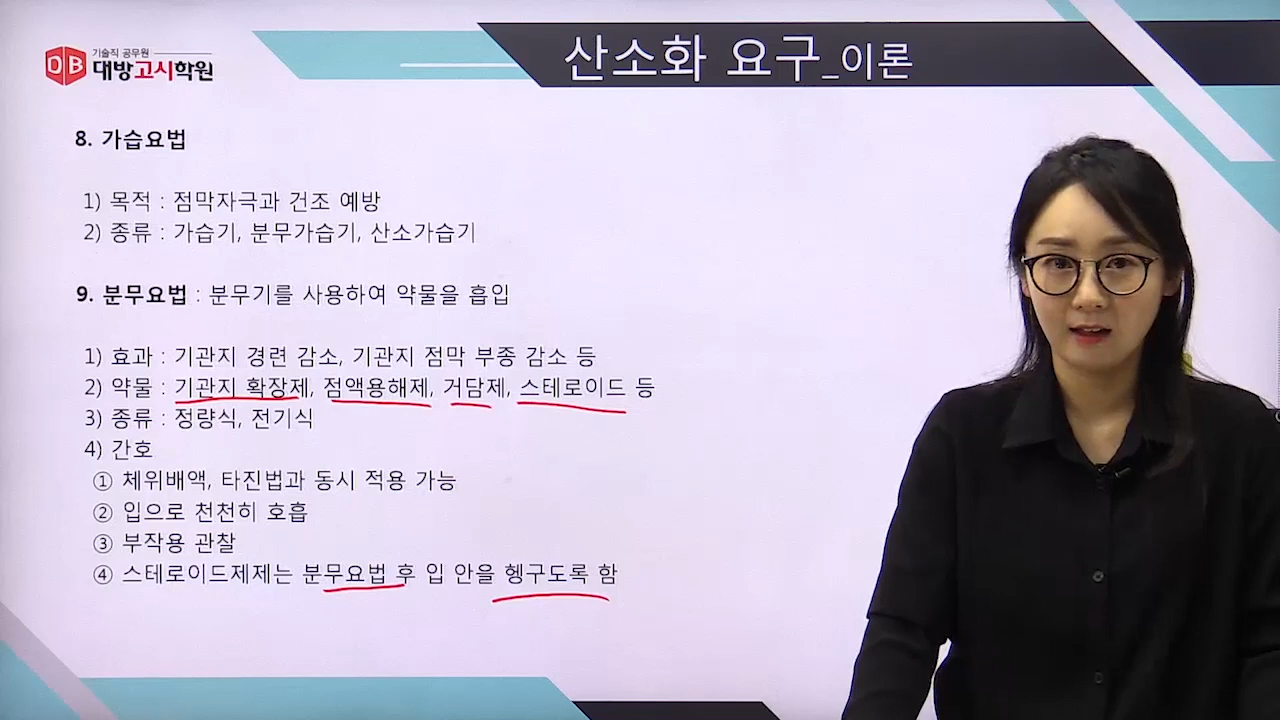 기술직 공무원
DB 대방고시학원
산소화 요구_이론
8. 가습요법
1) 목적 : 점막자극과 건조 예방
2) 종류 : 가습기, 분무가습기, 산소가습기
9. 분무요법 : 분무기를 사용하여 약물을 흡입
1) 효과 : 기관지 경련 감소, 기관지 점막 부종 감소 등
2) 약물 : 기관지 확장제, 점액용해제, 거담제, 스테로이드 등
3) 종류 : 정량식, 전기식
4) 간호
① 체위배액, 타진법과 동시 적용 가능
② 입으로 천천히 호흡
③ 부작용 관찰
④ 스테로이드제제는 분무요법 후 입 안을 헹구도록 함